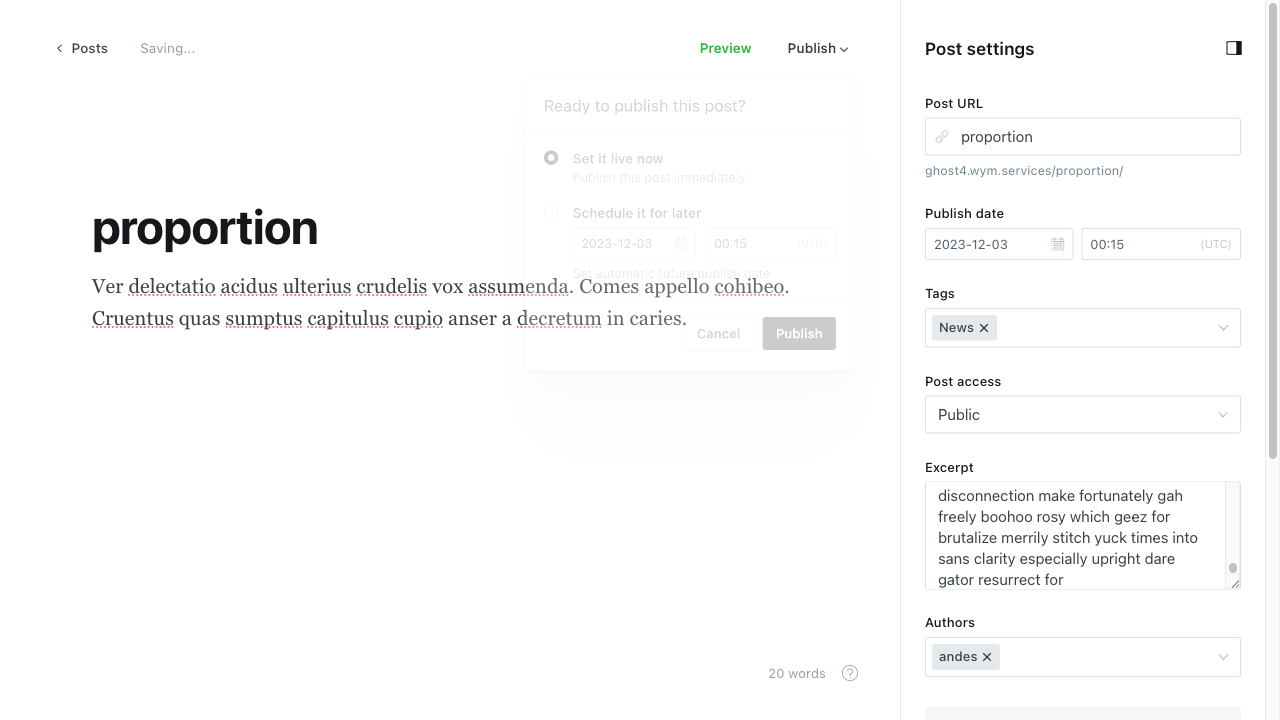 Posts
Saving...
Preview
Publish
Ready to publish this post?
Set it live now
Publish this post immediately
Schedule it for later
2023-12-03
00:15
(UTC)
Set automatic future publish date
Cancel
Publish
proportion
Ver delectatio acidus ulterius crudelis vox assumenda. Comes appello cohibeo.
Cruentus quas sumptus capitulus cupio anser a decretum in caries.
20 words
?
Post settings
Post URL
proportion
ghost4.wym.services/proportion/
Publish date
2023-12-03
00:15
(UTC)
Tags
News
Post access
Public
Excerpt
disconnection make fortunately gah
freely boohoo rosy which geez for
brutalize merrily stitch yuck times into
sans clarity especially upright dare
gator resurrect for
Authors
andes